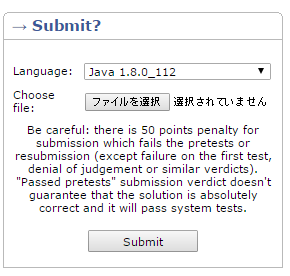 → Submit?
Language: Java 1.8.0_112
Choose
file: ファイルを選択 選択されていません
Be careful: there is 50 points penalty for
submission which fails the pretests or
resubmission (except failure on the first test,
denial of judgement or similar verdicts).
"Passed pretests" submission verdict doesn't
guarantee that the solution is absolutely
correct and it will pass system tests.
Submit